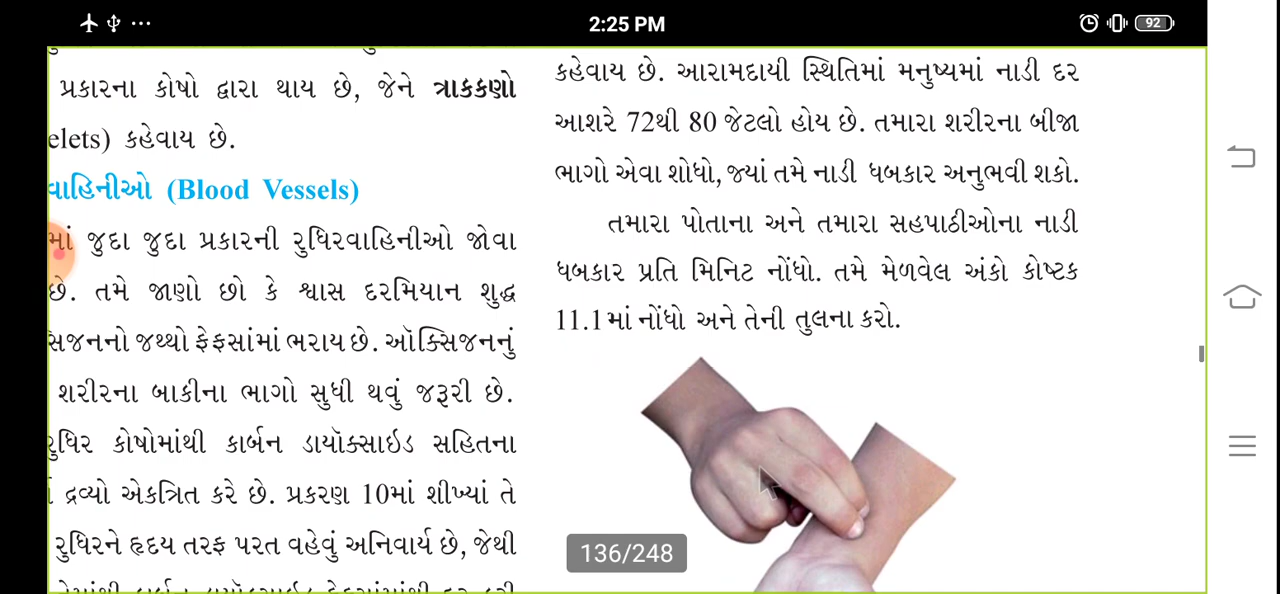 2:25 PM
92
પ્રકારના કોષો દ્વારા થાય છે, જેને ત્રાકકણો
elets) કહેવાય છે.
વાહિનીઓ (Blood Vessels)
માં જુદા જુદા પ્રકારની રુધિરવાહિનીઓ જોવા
છે. તમે જાણો છો કે શ્વાસ દરમિયાન શુદ્ધ
સિજનનો જથ્થો ફેફસાંમાં ભરાય છે. ઑક્સિજનનું
શરીરના બાકીના ભાગો સુધી થવું જરૂરી છે.
રુધિર કોષોમાંથી કાર્બન ડાયૉક્સાઇડ સહિતના
દ્રવ્યો એકત્રિત કરે છે. પ્રકરણ 10માં શીખ્યાં તે
રુધિરને હૃદય તરફ પરત વહેવું અનિવાર્ય છે, જેથી
કહેવાય છે. આરામદાયી સ્થિતિમાં મનુષ્યમાં નાડી દર
આશરે 72થી 80 જેટલો હોય છે. તમારા શરીરના બીજા
ભાગો એવા શોધો, જ્યાં તમે નાડી ધબકાર અનુભવી શકો.
તમારા પોતાના અને તમારા સહપાઠીઓના નાડી
ધબકાર પ્રતિ મિનિટ નોંધો. તમે મેળવેલ અંકો કોષ્ટક
11.1માં નોંધો અને તેની તુલના કરો.
136/248